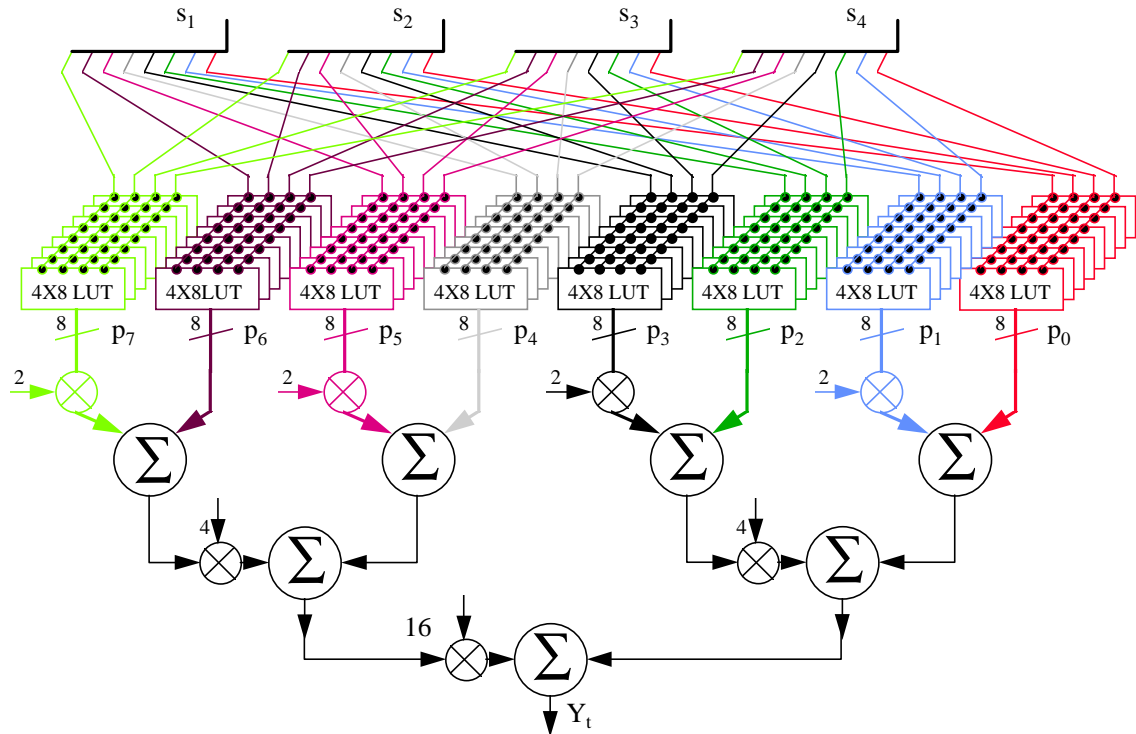 s₁ s₂ s₃ s₄
4X8 LUT 4X8LUT 4X8 LUT 4X8 LUT 4X8 LUT 4X8 LUT 4X8 LUT 4X8 LUT
8 p₇ 8 p₆ 8 p₅ 8 p₄ 8 p₃ 8 p₂ 8 p₁ 8 p₀
2 2 2 2
Σ Σ Σ Σ
4 4
Σ Σ
16
Σ
Yₜ